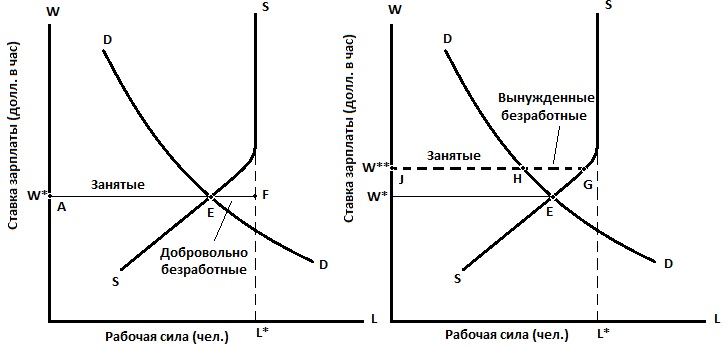 W
S
D
Ставка зарплаты (долл. в час)
W*
Занятые
A
E
F
Добровольно
безработные
S
D
L
Рабочая сила (чел.)
L*
W
S
D
Ставка зарплаты (долл. в час)
Вынужденные
безработные
W**
Занятые
J
H
G
W*
E
S
D
L
Рабочая сила (чел.)
L*